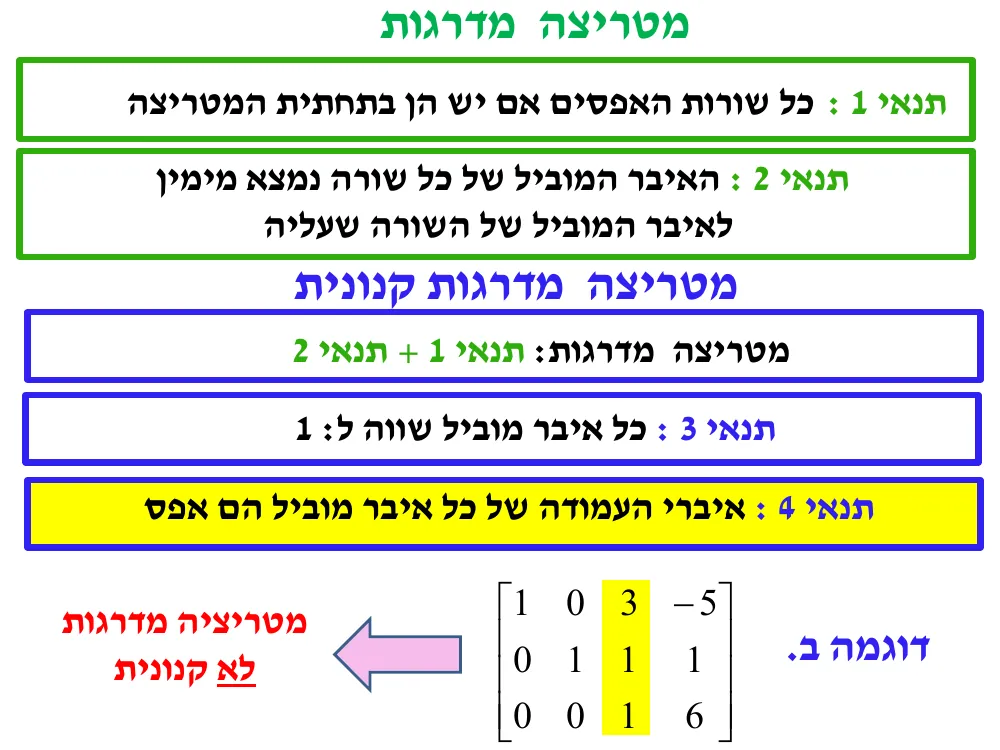 מטריצה מדרגות
תנאי 1 : כל שורות האפסים אם יש הן בתחתית המטריצה
תנאי 2 : האיבר המוביל של כל שורה נמצא מימין
לאיבר המוביל של השורה שעליה
מטריצה מדרגות קנונית
מטריצה מדרגות: תנאי 1 + תנאי 2
תנאי 3 : כל איבר מוביל שווה ל: 1
תנאי 4 : איברי העמודה של כל איבר מוביל הם אפס
דוגמה ב.
1 0 3 −5
0 1 1 1
0 0 1 6
מטריציה מדרגות
לא קנונית